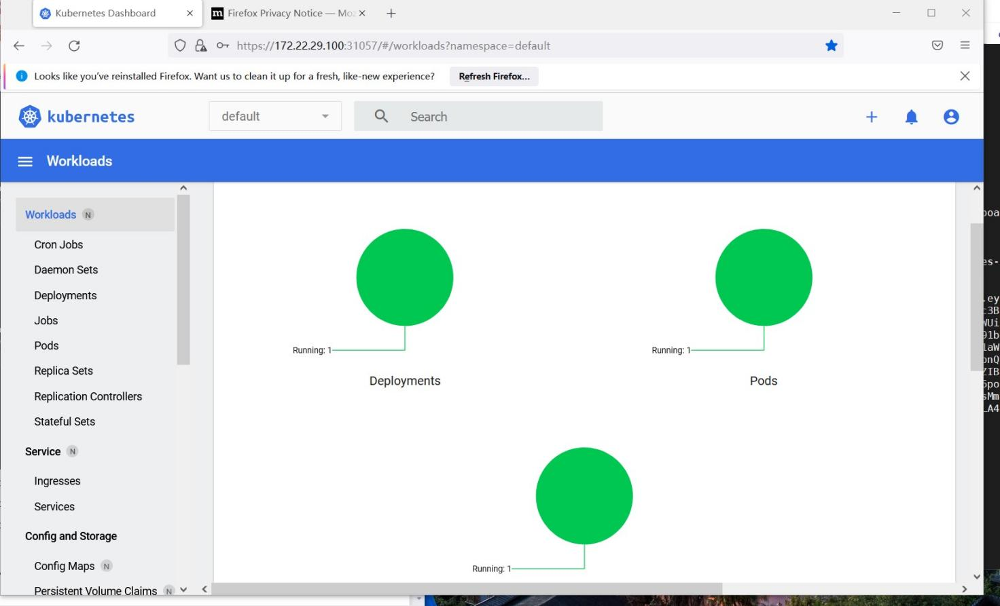 Kubernetes Dashboard
Firefox Privacy Notice — Moz
https://172.22.29.100:31057/#/workloads?namespace=default
Looks like you've reinstalled Firefox. Want us to clean it up for a fresh, like-new experience?
Refresh Firefox...
kubernetes
default
Search
Workloads
Workloads N
Cron Jobs
Daemon Sets
Deployments
Jobs
Pods
Replica Sets
Replication Controllers
Stateful Sets
Service N
Ingresses
Services
Config and Storage
Config Maps N
Persistent Volume Claims N
Running: 1
Deployments
Running: 1
Pods
Running: 1
es-
.ey
c3B
WUi
91b
laW
onQ
ZIB
5po
sMm
LA4